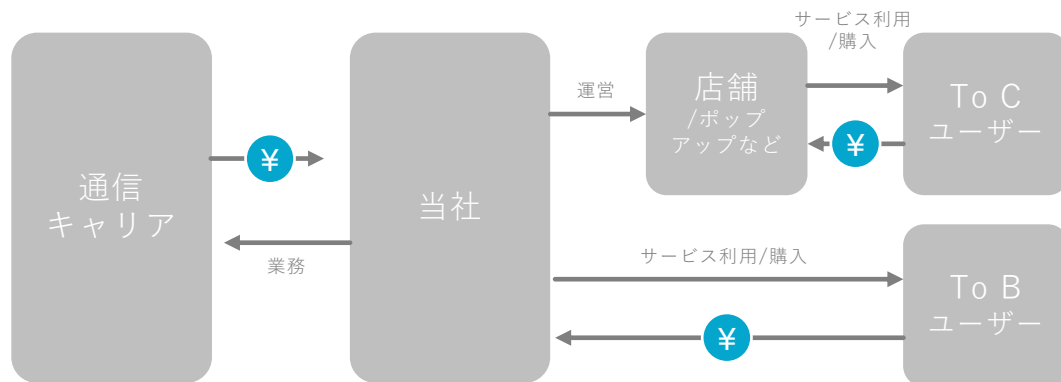 サービス利用
/購入
通信
キャリア
¥
業務
当社
運営
店舗
/ポップ
アップなど
¥
To C
ユーザー
サービス利用/購入
¥
To B
ユーザー